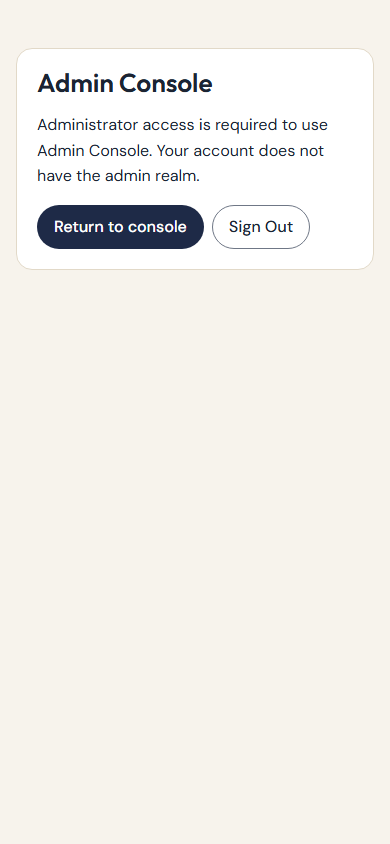 Admin Console
Administrator access is required to use
Admin Console. Your account does not
have the admin realm.
Return to console
Sign Out